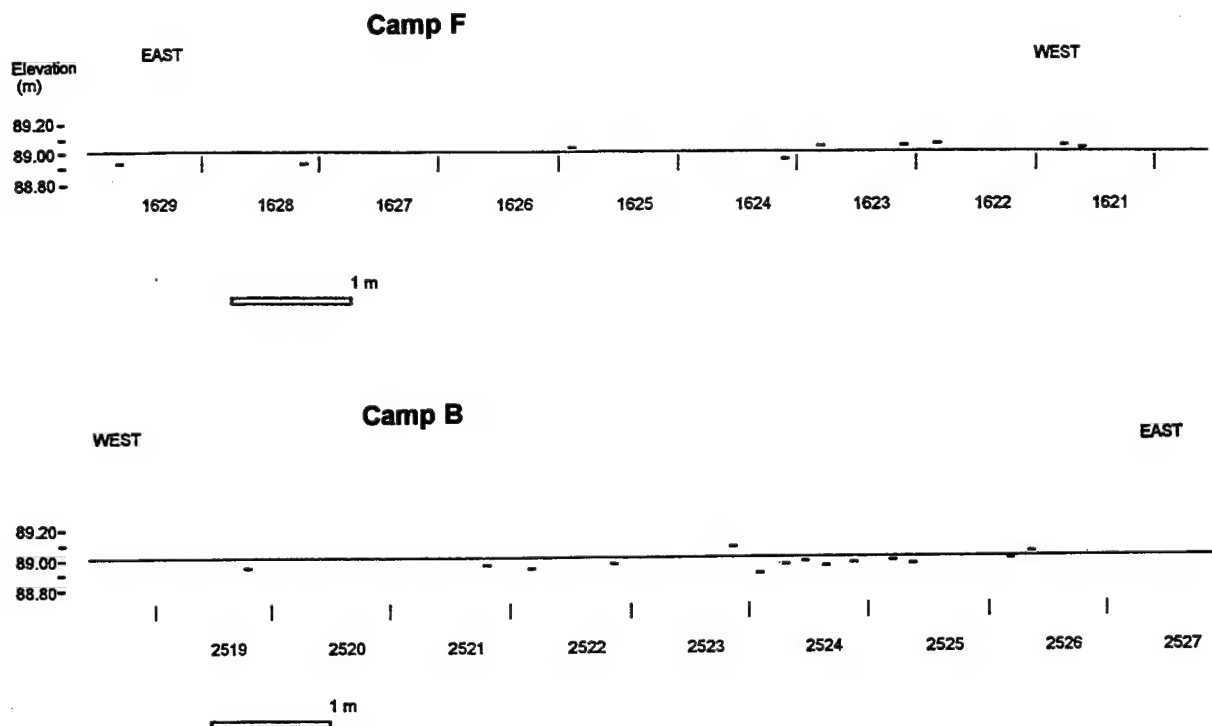 Camp F
EAST WEST
Elevation
(m)
89.20
89.00
88.80
1629 1628 1627 1626 1625 1624 1623 1622 1621
1 m
Camp B
WEST EAST
89.20
89.00
88.80
2519 2520 2521 2522 2523 2524 2525 2526 2527
1 m